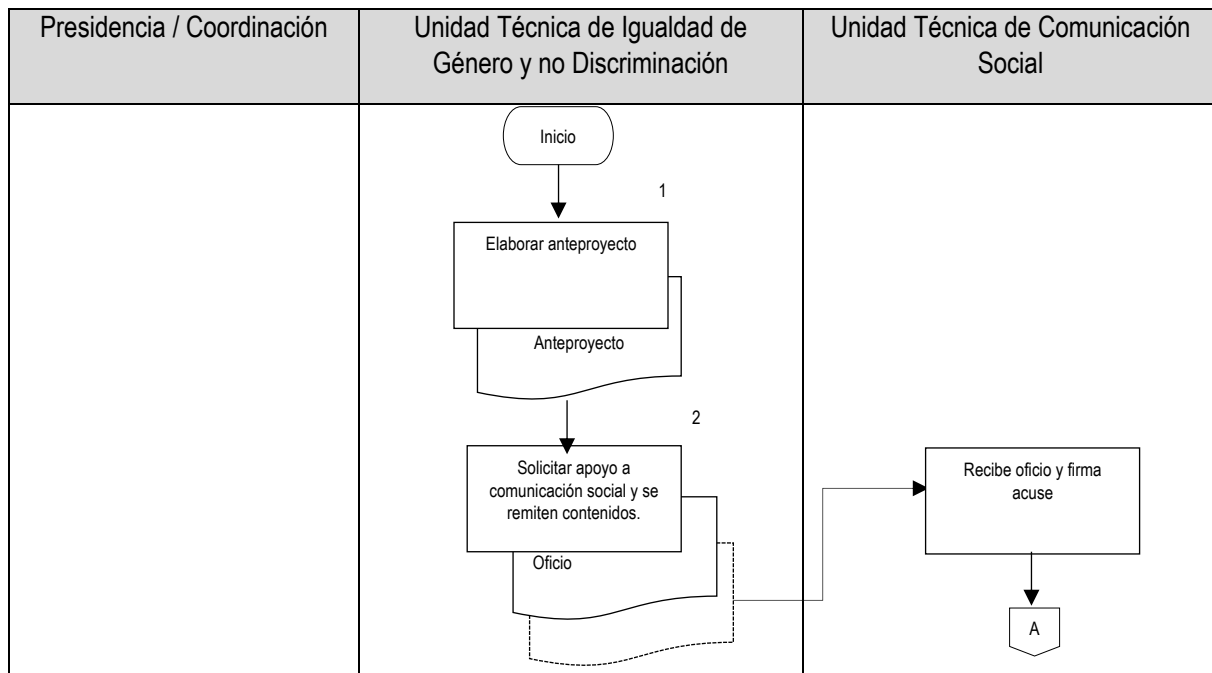 Presidencia / Coordinación
Unidad Técnica de Igualdad de
Género y no Discriminación
Unidad Técnica de Comunicación
Social
Inicio
1
Elaborar anteproyecto
Anteproyecto
2
Solicitar apoyo a
comunicación social y se
remiten contenidos.
Oficio
Recibe oficio y firma
acuse
A